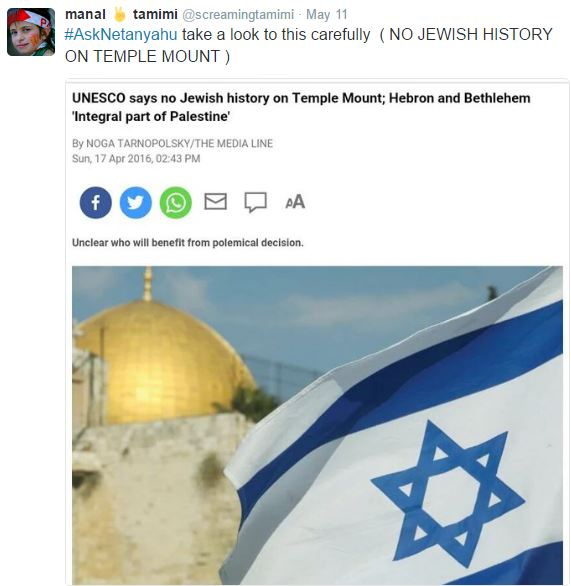 manal ✌ tamimi @screamingtamimi · May 11
#AskNetanyahu take a look to this carefully ( NO JEWISH HISTORY
ON TEMPLE MOUNT )
UNESCO says no Jewish history on Temple Mount; Hebron and Bethlehem
'Integral part of Palestine'
By NOGA TARNOPOLSKY/THE MEDIA LINE
Sun, 17 Apr 2016, 02:43 PM
f
AA
Unclear who will benefit from polemical decision.